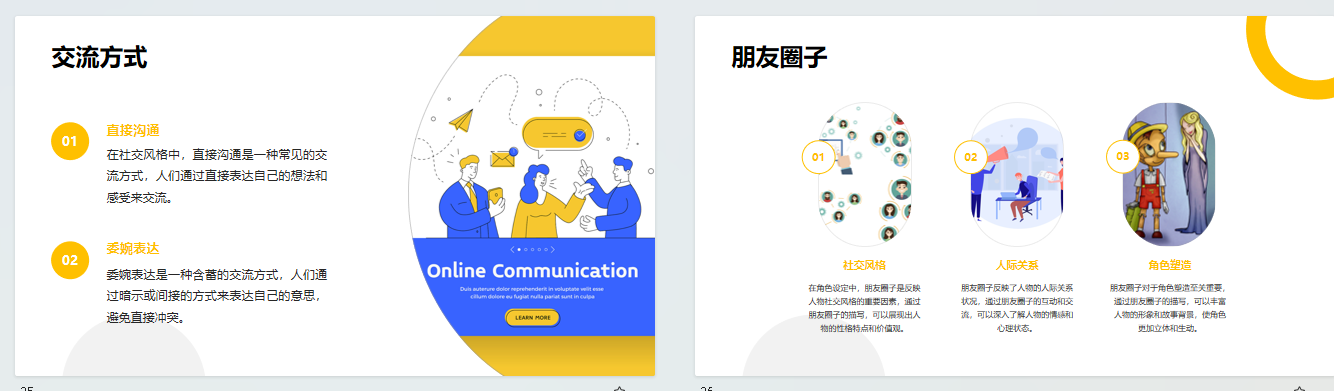 交流方式
01
直接沟通
在社交风格中，直接沟通是一种常见的交
流方式，人们通过直接表达自己的想法和
感受来交流。
02
委婉表达
委婉表达是一种含蓄的交流方式，人们通
过暗示或间接的方式来表达自己的意思，
避免直接冲突。
Online Communication
Duis auterure dolor reprehenderit in voluptate velit esse
cillum dolore eu fugiat nulla pariat sunt in culpa
LEARN MORE
25
朋友圈子
01
社交风格
在角色设定中，朋友圈子是反映
人物社交风格的重要因素，通过
朋友圈子的描写，可以展现出人
物的性格特点和价值观。
02
人际关系
朋友圈子反映了人物的人际关系
状况，通过朋友圈子的互动和交
流，可以深入了解人物的情感和
心理状态。
03
角色塑造
朋友圈子对于角色塑造至关重要，
通过朋友圈子的描写，可以丰富
人物的形象和故事背景，使角色
更加立体和生动。
26